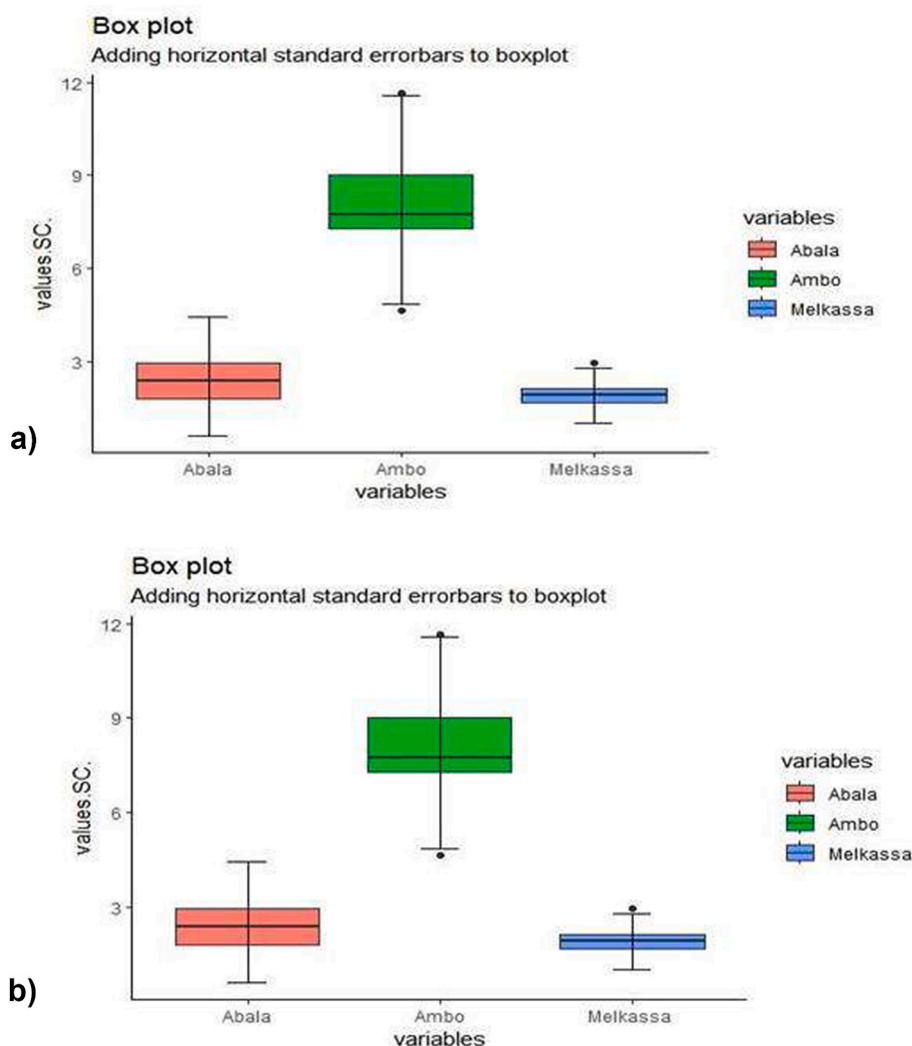 Box plot
Adding horizontal standard errorbars to boxplot
12
9
6
3
values.SC.
Abala
Ambo
Melkassa
variables
variables
Abala
Ambo
Melkassa
a)
Box plot
Adding horizontal standard errorbars to boxplot
12
9
6
3
values.SC.
Abala
Ambo
Melkassa
variables
variables
Abala
Ambo
Melkassa
b)